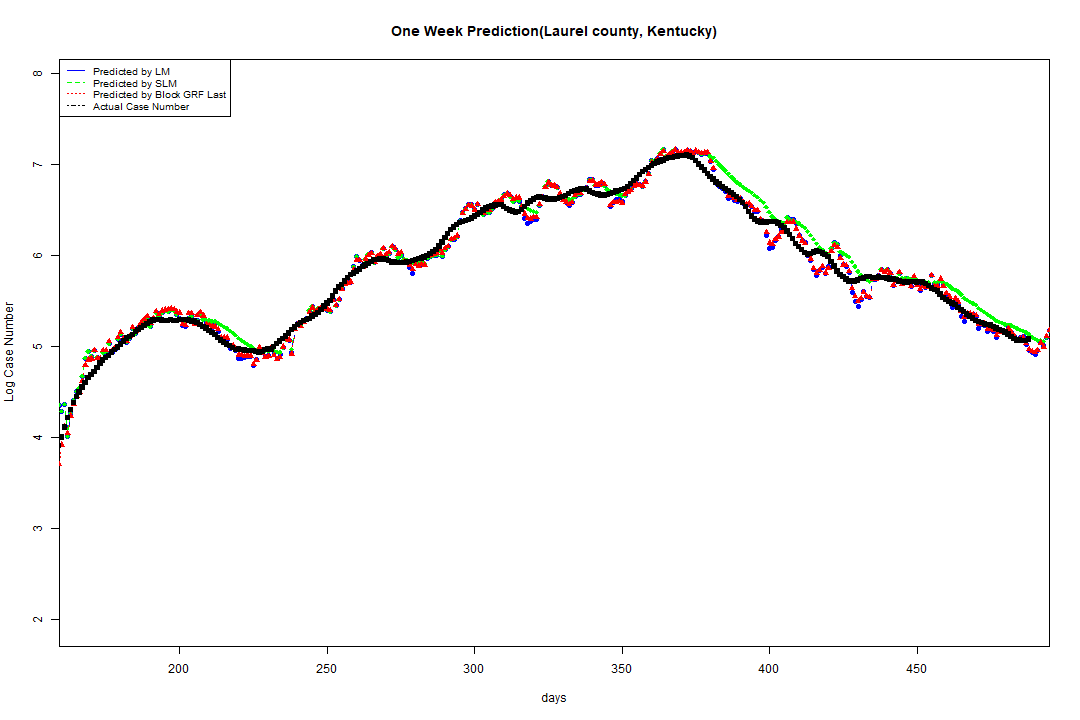 One Week Prediction(Laurel county, Kentucky)
Predicted by LM
Predicted by SLM
Predicted by Block GRF Last
Actual Case Number
8
7
6
5
4
3
2
Log Case Number
200 250 300 350 400 450
days